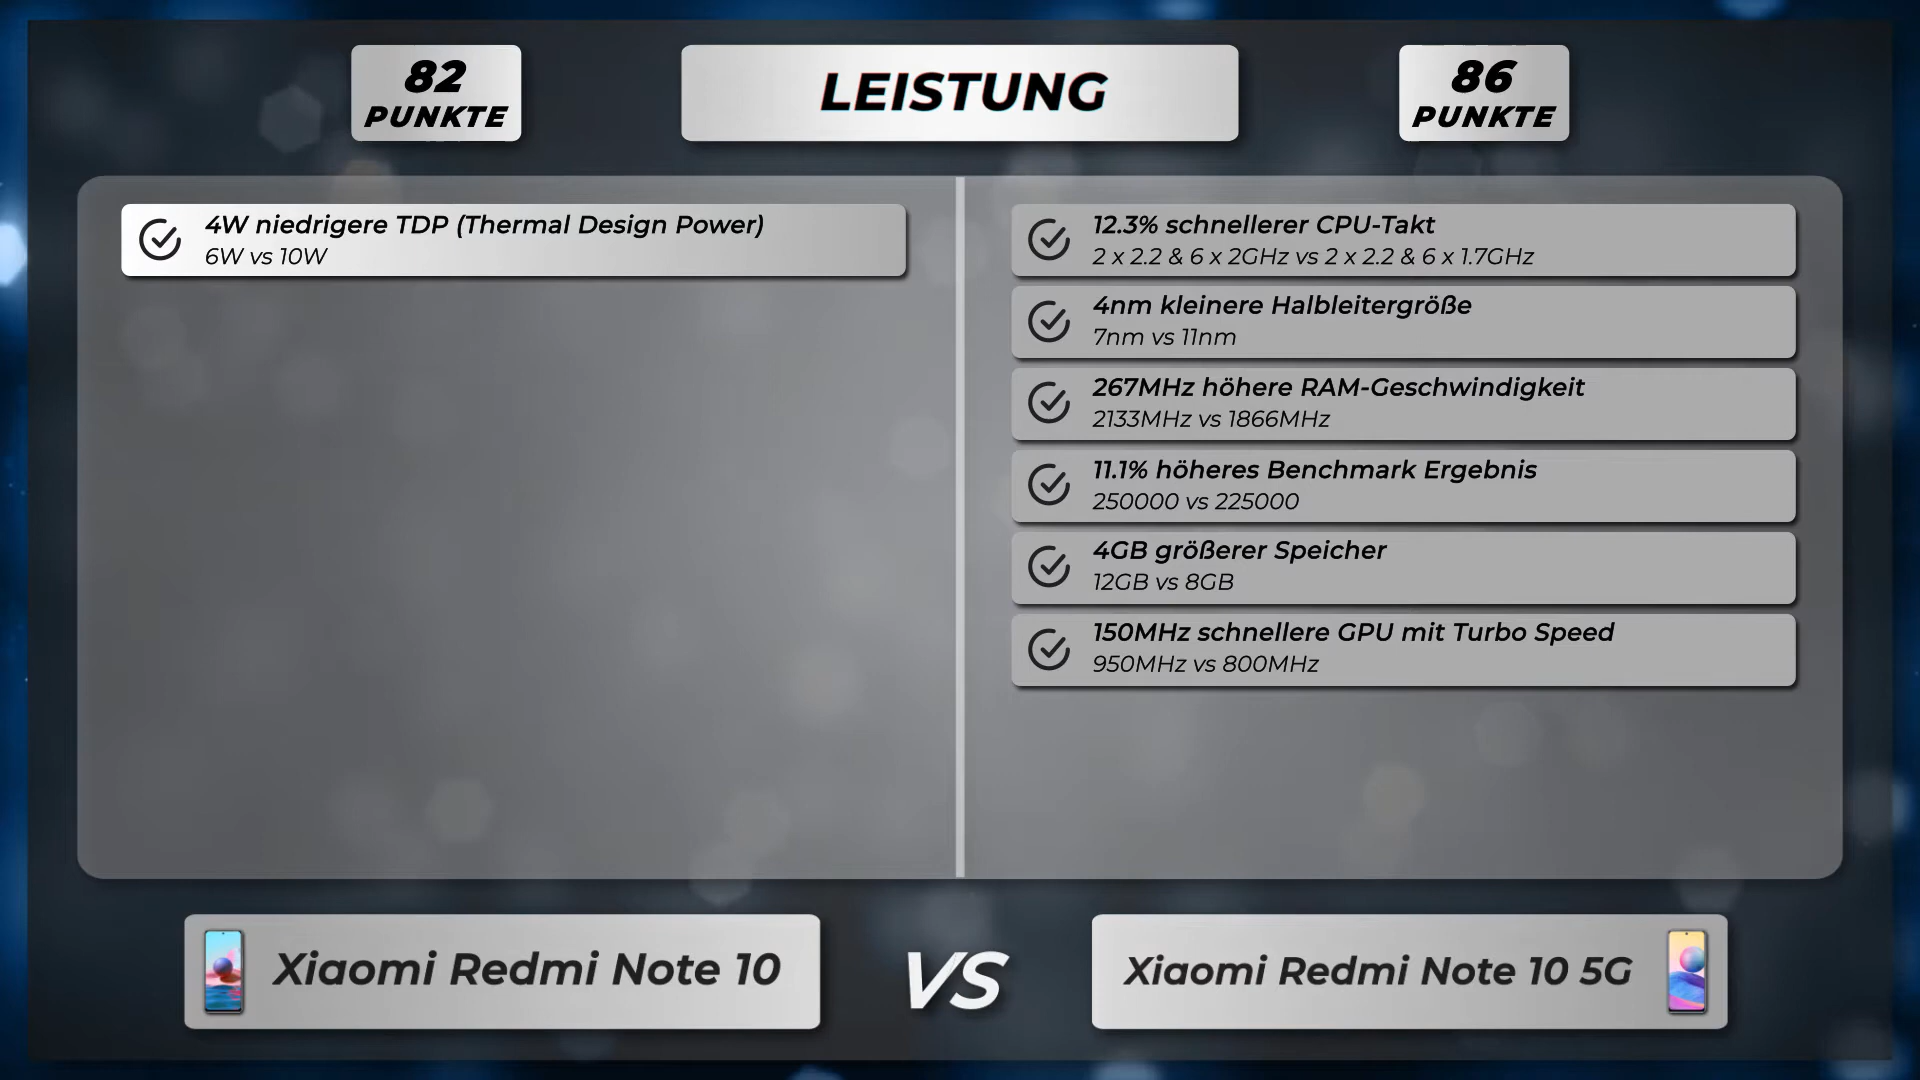 82
PUNKTE
LEISTUNG
86
PUNKTE
4W niedrigere TDP (Thermal Design Power)
6W vs 10W
12.3% schnellerer CPU-Takt
2 x 2.2 & 6 x 2GHz vs 2 x 2.2 & 6 x 1.7GHz
4nm kleinere Halbleitergröße
7nm vs 11nm
267MHz höhere RAM-Geschwindigkeit
2133MHz vs 1866MHz
11.1% höheres Benchmark Ergebnis
250000 vs 225000
4GB größerer Speicher
12GB vs 8GB
150MHz schnellere GPU mit Turbo Speed
950MHz vs 800MHz
Xiaomi Redmi Note 10
VS
Xiaomi Redmi Note 10 5G